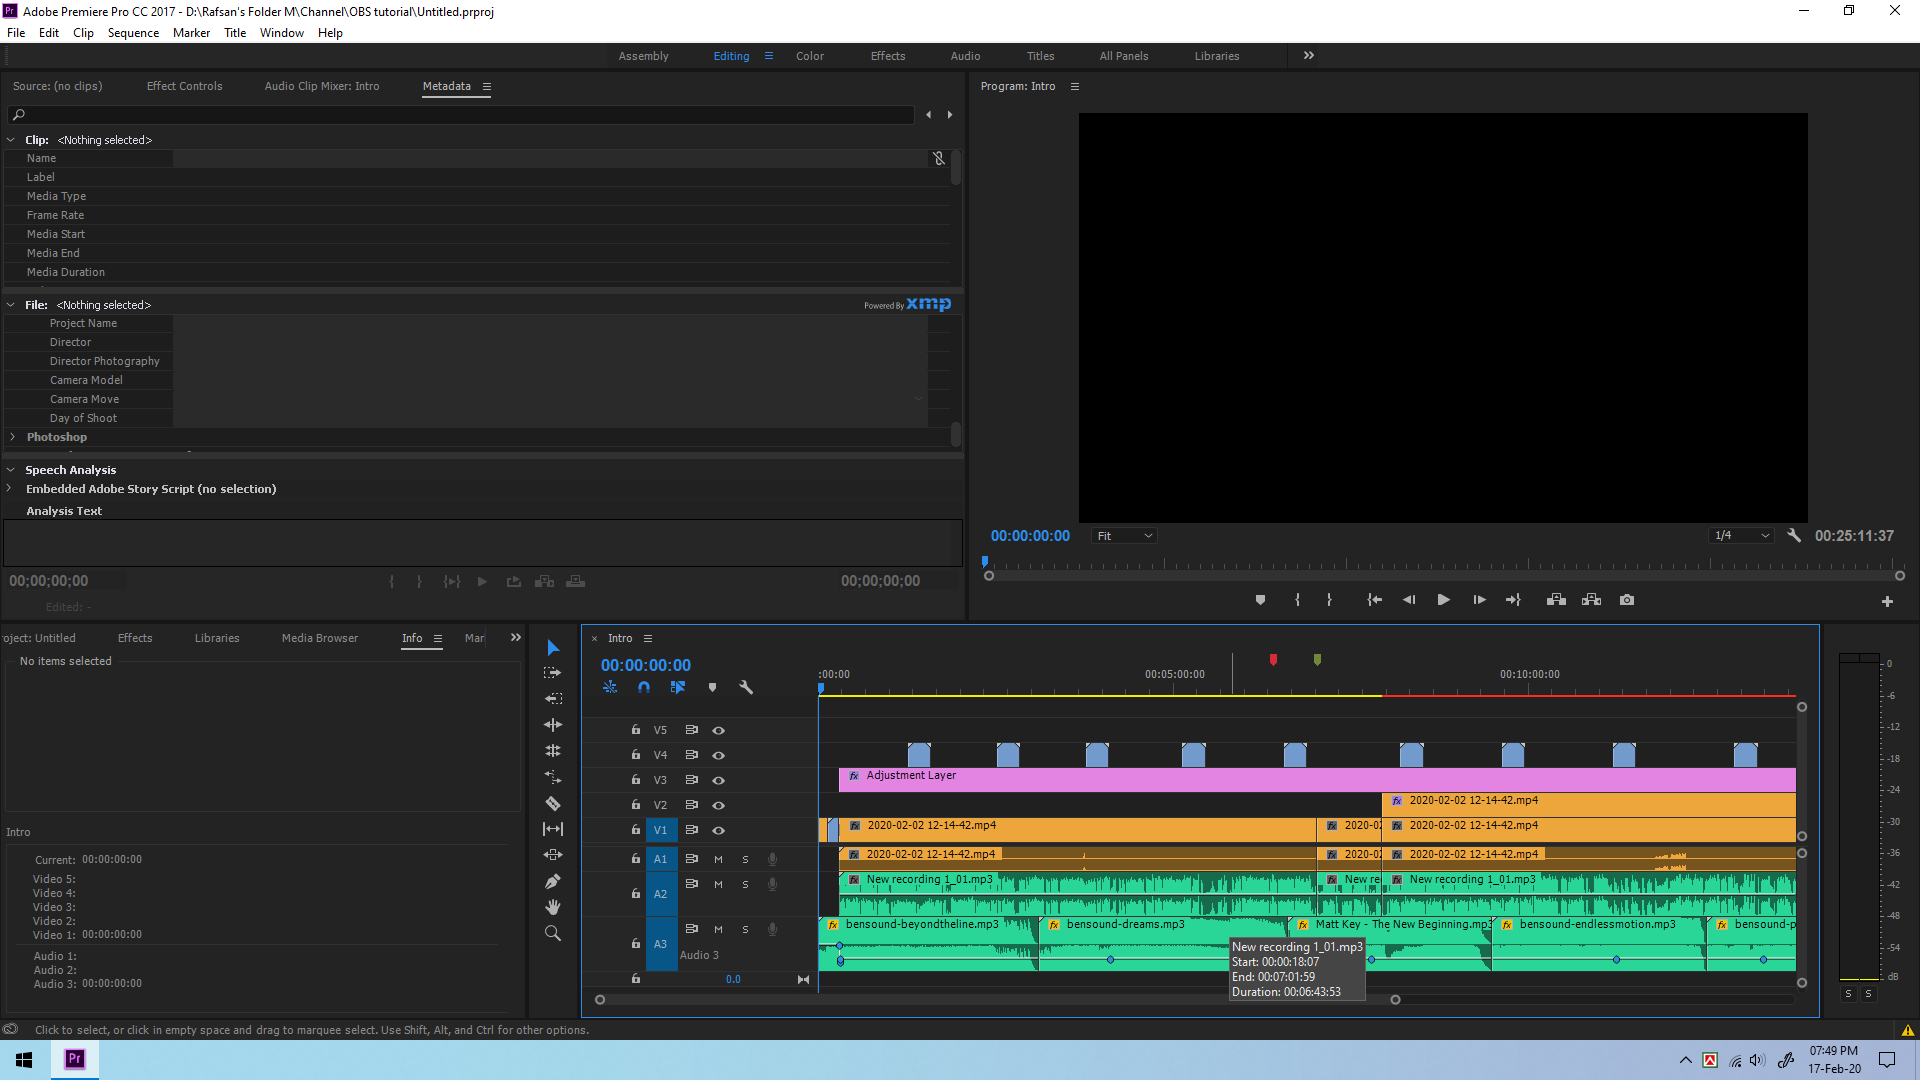 Adobe Premiere Pro CC 2017 - D:\Rafsan's Folder M\Channel\OBS tutorial\Untitled.prproj
File Edit Clip Sequence Marker Title Window Help
Assembly Editing Color Effects Audio Titles All Panels Libraries
Source: (no clips) Effect Controls Audio Clip Mixer: Intro Metadata
Program: Intro
Clip: <Nothing selected>
Name
Label
Media Type
Frame Rate
Media Start
Media End
Media Duration
File: <Nothing selected>
Powered By xmp
Project Name
Director
Director Photography
Camera Model
Camera Move
Day of Shoot
Photoshop
Speech Analysis
Embedded Adobe Story Script (no selection)
Analysis Text
00;00;00;00 00;00;00;00
Edited: -
00:00:00:00 Fit 1/4 00:25:11:37
roject: Untitled Effects Libraries Media Browser Info Mar
No items selected
Intro
Current: 00:00:00:00
Video 5:
Video 4:
Video 3:
Video 2:
Video 1: 00:00:00:00
Audio 1:
Audio 2:
Audio 3: 00:00:00:00
Intro
00:00:00:00
:00:00 00:05:00:00 00:10:00:00
V5
V4
V3 Adjustment Layer
V2 2020-02-02 12-14-42.mp4
V1 2020-02-02 12-14-42.mp4 2020-0 2020-02-02 12-14-42.mp4
A1 M S 2020-02-02 12-14-42.mp4 2020-0 2020-02-02 12-14-42.mp4
A2 M S New recording 1_01.mp3 New re New recording 1_01.mp3
A3 M S bensound-beyondtheline.mp3 bensound-dreams.mp3 Matt Key - The New Beginning.mp3 bensound-endlessmotion.mp3 bensound-p
Audio 3
0.0
New recording 1_01.mp3
Start: 00:00:18:07
End: 00:07:01:59
Duration: 00:06:43:53
0
-6
-12
-18
-24
-30
-36
-42
-48
-54
dB
S S
Click to select, or click in empty space and drag to marquee select. Use Shift, Alt, and Ctrl for other options.
Pr
07:49 PM
17-Feb-20